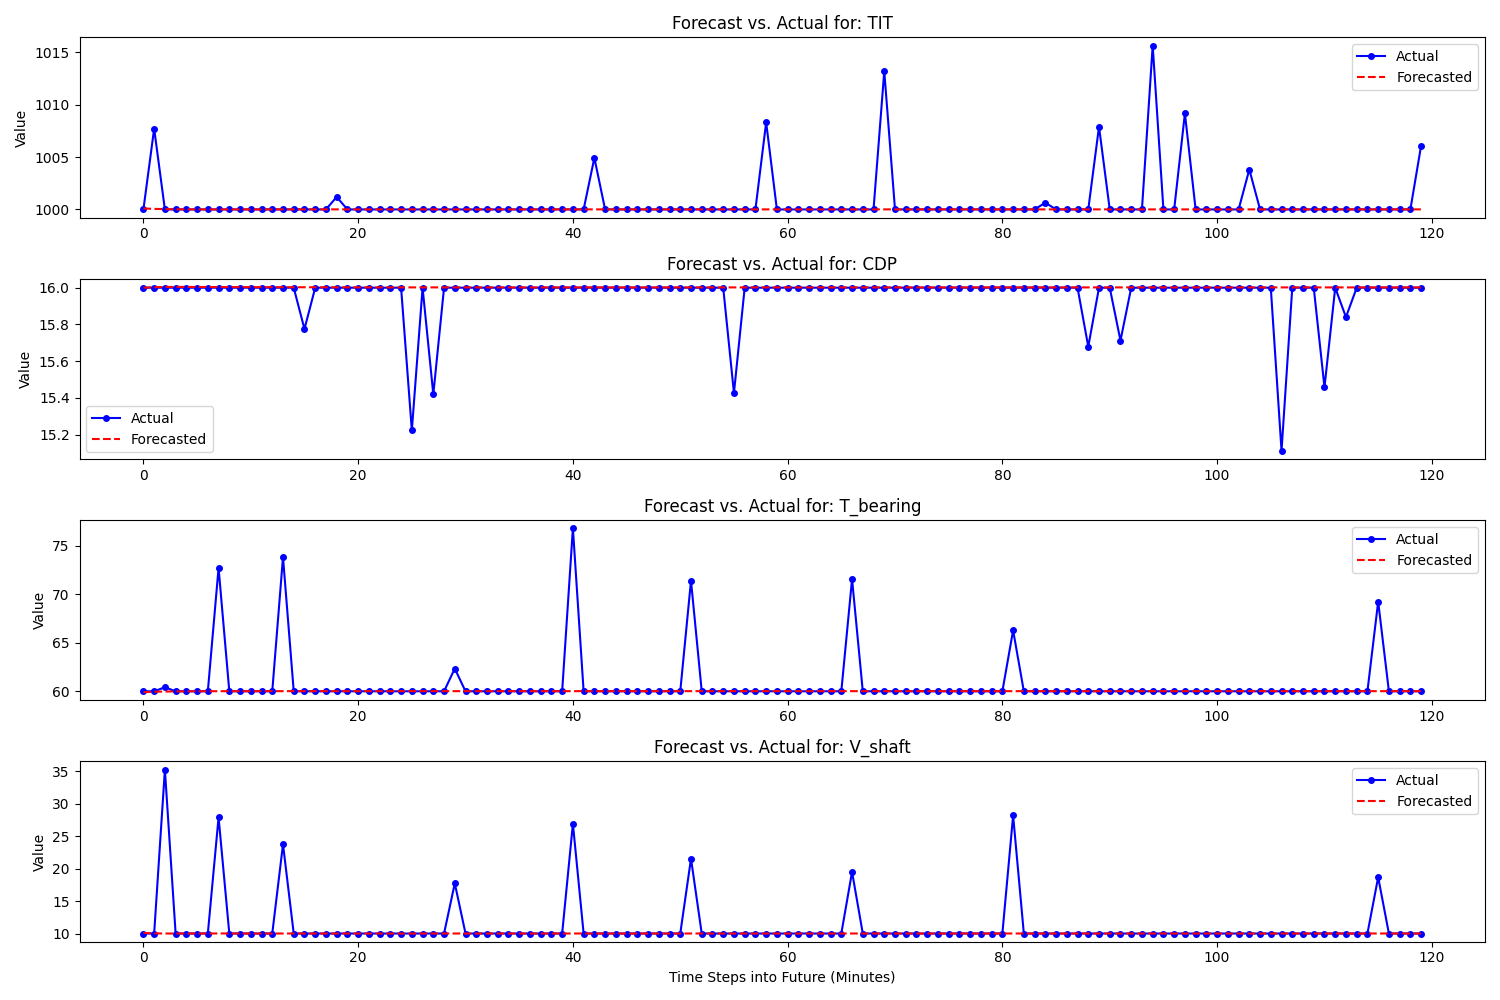 Forecast vs. Actual for: TIT
Value
1015
1010
1005
1000
Actual
Forecasted
0 20 40 60 80 100 120
Forecast vs. Actual for: CDP
Value
16.0
15.8
15.6
15.4
15.2
Actual
Forecasted
0 20 40 60 80 100 120
Forecast vs. Actual for: T_bearing
Value
75
70
65
60
Actual
Forecasted
0 20 40 60 80 100 120
Forecast vs. Actual for: V_shaft
Value
35
30
25
20
15
10
Actual
Forecasted
0 20 40 60 80 100 120
Time Steps into Future (Minutes)